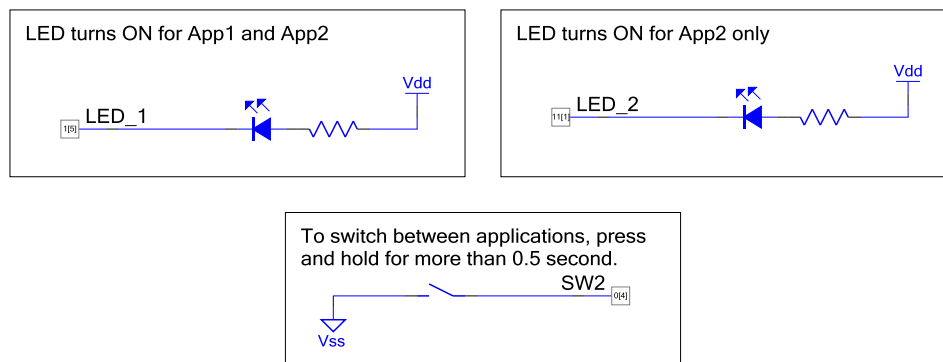 LED turns ON for App1 and App2
Vdd
LED_1
1[5]
LED turns ON for App2 only
Vdd
LED_2
11[1]
To switch between applications, press
and hold for more than 0.5 second.
SW2
0[4]
Vss